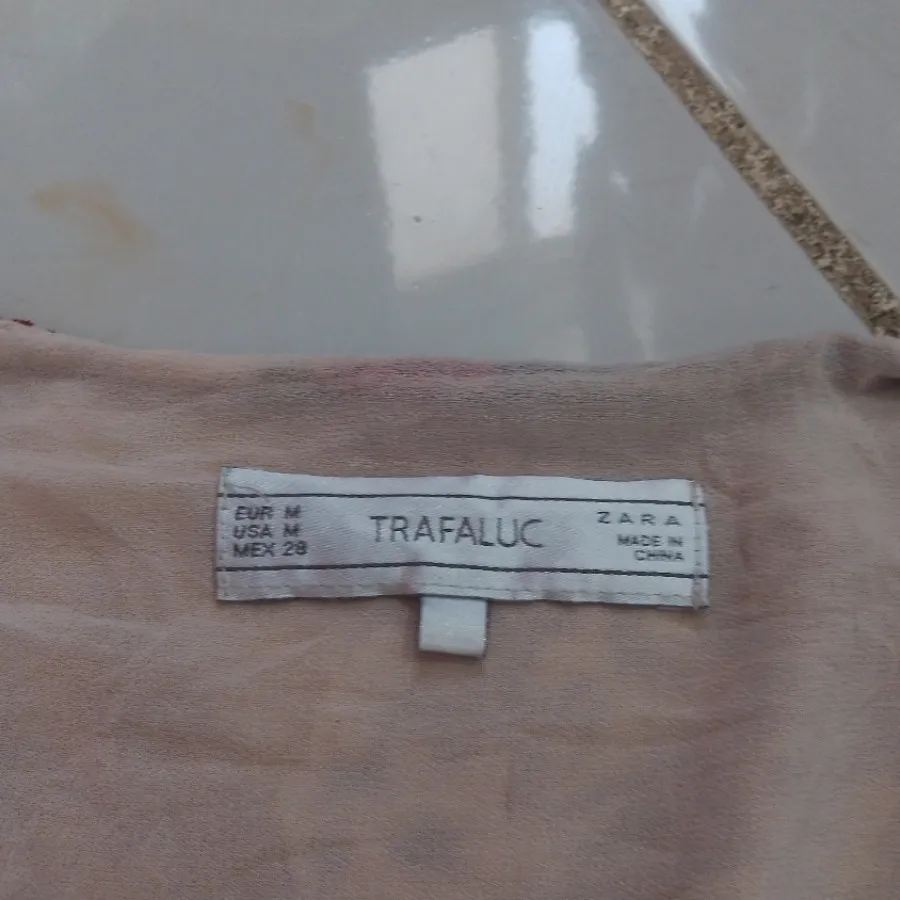 EUR M
USA M
MEX 28
TRAFALUC
ZARA
MADE IN
CHINA